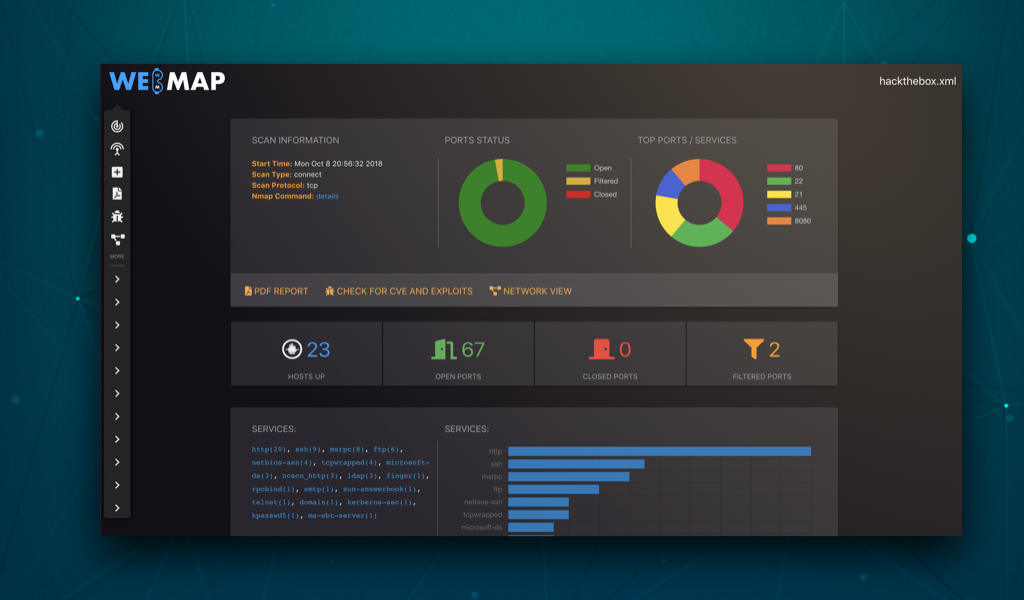 WEBMAP
hackthebox.xml
MORE
SCAN INFORMATION
Start Time: Mon Oct 8 20:56:32 2018
Scan Type: connect
Scan Protocol: tcp
Nmap Command: details
PORTS STATUS
Open
Filtered
Closed
TOP PORTS / SERVICES
80
22
21
445
8080
PDF REPORT
CHECK FOR CVE AND EXPLOITS
NETWORK VIEW
23
HOSTS UP
67
OPEN PORTS
0
CLOSED PORTS
2
FILTERED PORTS
SERVICES:
http(20), ssh(9), msrpc(8), ftp(6),
netbios-ssn(4), tcpwrapped(4), microsoft-
ds(3), ncacn_http(3), ldap(3), finger(1),
rpcbind(1), smtp(1), sun-answerbook(1),
telnet(1), domain(1), kerberos-sec(1),
kpasswd5(1), ms-wbt-server(1)
SERVICES:
http
ssh
msrpc
ftp
netbios-ssn
tcpwrapped
microsoft-ds